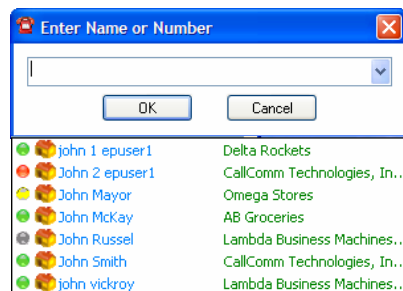 Enter Name or Number
OK Cancel
john 1 epuser1 Delta Rockets
John 2 epuser1 CallComm Technologies, In...
John Mayor Omega Stores
John McKay AB Groceries
John Russel Lambda Business Machines...
John Smith CallComm Technologies, In...
john vickroy Lambda Business Machines...